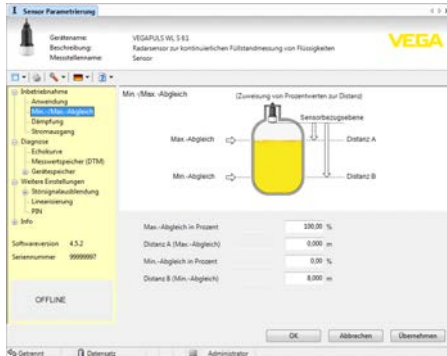 Sensor Parametrierung
Gerätename: VEGAPULS WL S 61
Beschreibung: Radarsensor zur kontinuierlichen Füllstandmessung von Flüssigkeiten
Messstellenname: Sensor
VEGA
Inbetriebnahme
Anwendung
Min.-/Max.-Abgleich
Dämpfung
Stromausgang
Diagnose
Echokurve
Messwertspeicher (DTM)
Gerätespeicher
Weitere Einstellungen
Störsignalausblendung
Linearisierung
PIN
Info
Softwareversion 4.5.2
Seriennummer 99999997
OFFLINE
Min.-/Max.-Abgleich
(Zuweisung von Prozentwerten zur Distanz)
Sensorbezugsebene
Max.-Abgleich
Distanz A
Min.-Abgleich
Distanz B
Max.-Abgleich in Prozent 100,00 %
Distanz A (Max.-Abgleich) 0,000 m
Min.-Abgleich in Prozent 0,00 %
Distanz B (Min.-Abgleich) 8,000 m
OK Abbrechen Übernehmen
Getrennt Datensatz Administrator